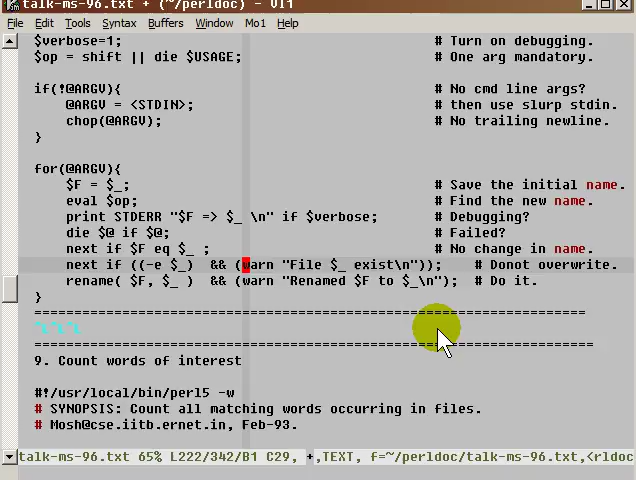 talk-ms-96.txt + (~/perldoc) - VI1
File Edit Tools Syntax Buffers Window Mo1 Help
$verbose=1; # Turn on debugging.
$op = shift || die $USAGE; # One arg mandatory.
if(!@ARGV){ # No cmd line args?
@ARGV = <STDIN>; # then use slurp stdin.
chop(@ARGV); # No trailing newline.
}
for(@ARGV){
$F = $_; # Save the initial name.
eval $op; # Find the new name.
print STDERR "$F => $_ \n" if $verbose; # Debugging?
die $@ if $@; # Failed?
next if $F eq $_ ; # No change in name.
next if ((-e $_) && (warn "File $_ exist\n")); # Donot overwrite.
rename( $F, $_ ) && (warn "Renamed $F to $_\n"); # Do it.
}
======================================================================
^L^L^L
=======================================================================
9. Count words of interest
#!/usr/local/bin/perl5 -w
# SYNOPSIS: Count all matching words occurring in files.
# Mosh@cse.iitb.ernet.in, Feb-93.
talk-ms-96.txt 65% L222/342/B1 C29, +,TEXT, f=~/perldoc/talk-ms-96.txt,<rldoc